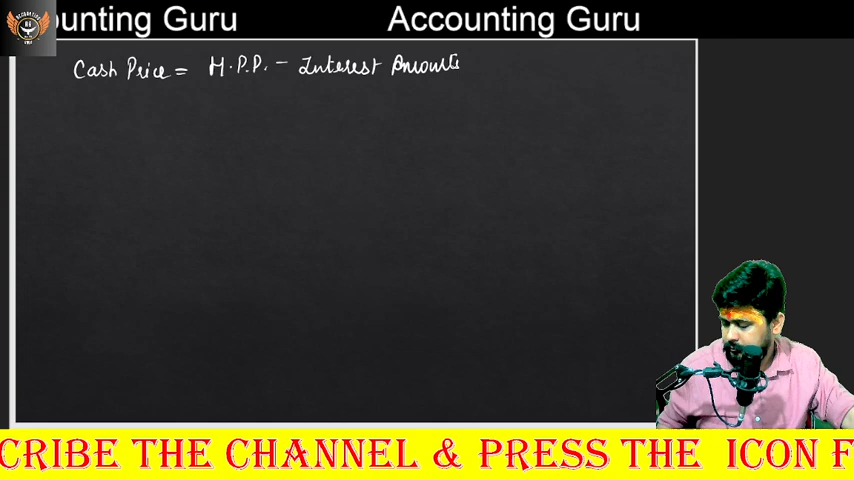 ounting Guru Accounting Guru
Cash Price = H.P.P. - Interest Amount
CRIBE THE CHANNEL & PRESS THE ICON F